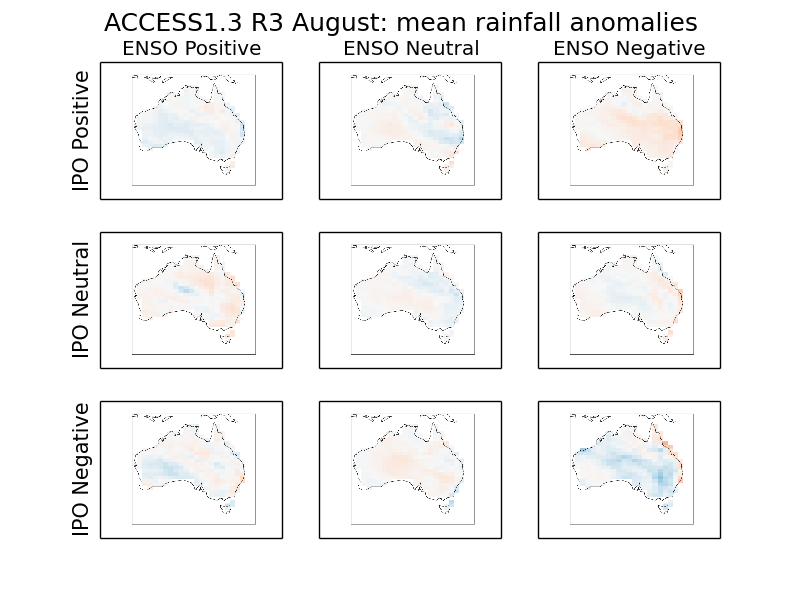 ACCESS1.3 R3 August: mean rainfall anomalies
ENSO Positive
ENSO Neutral
ENSO Negative
IPO Positive
IPO Neutral
IPO Negative